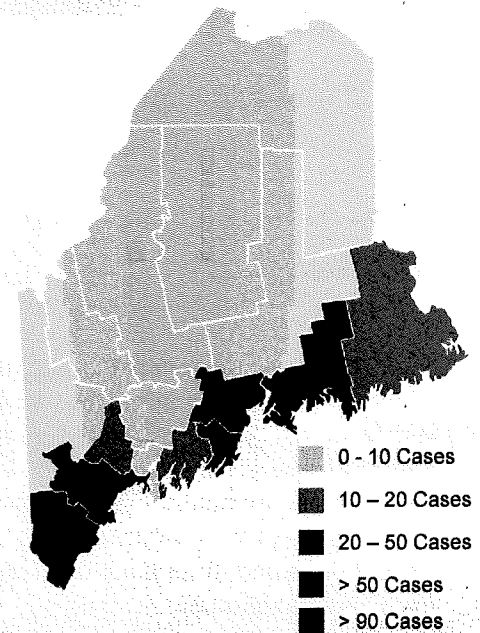 0 - 10 Cases
10 – 20 Cases
20 – 50 Cases
> 50 Cases
> 90 Cases